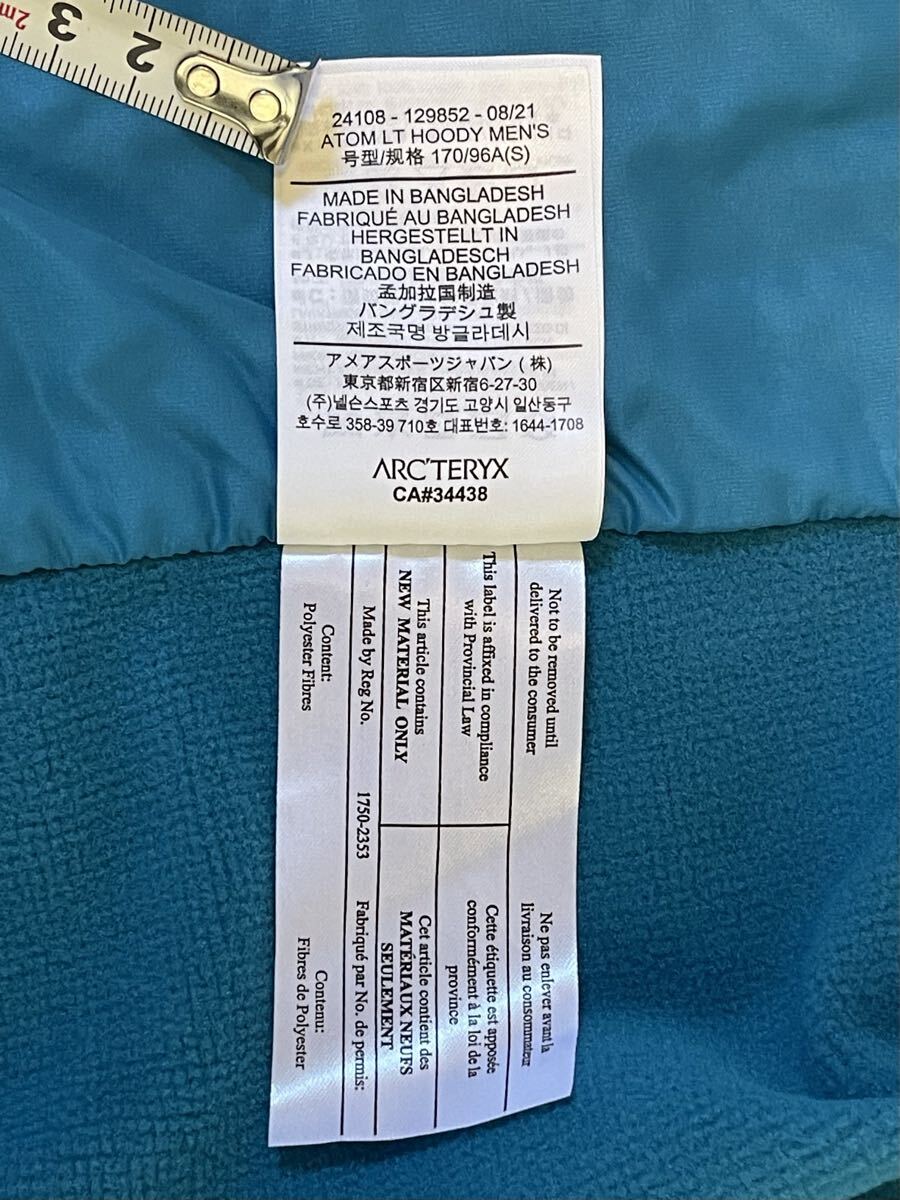 2m
3
2
24108 - 129852 - 08/21
ATOM LT HOODY MEN'S
号型/规格 170/96A(S)
MADE IN BANGLADESH
FABRIQUÉ AU BANGLADESH
HERGESTELLT IN
BANGLADESCH
FABRICADO EN BANGLADESH
孟加拉国制造
バングラデシュ製
제조국명 방글라데시
アメアスポーツジャパン (株)
東京都新宿区新宿6-27-30
(주)넬슨스포츠 경기도 고양시 일산동구
호수로 358-39 710호 대표번호: 1644-1708
ARC'TERYX
CA#34438
Not to be removed until
delivered to the consumer
Ne pas enlever avant la
livraison au consommateur
This label is affixed in compliance
with Provincial Law
Cette étiquette est apposée
conformément à la loi de la
province
This article contains
NEW MATERIAL ONLY
Cet article contient des
MATÉRIAUX NEUFS
SEULEMENT
Made by Reg No. 1750-2353 Fabriqué par No. de permis:
Content:
Polyester Fibres
Contenu:
Fibres de Polyester